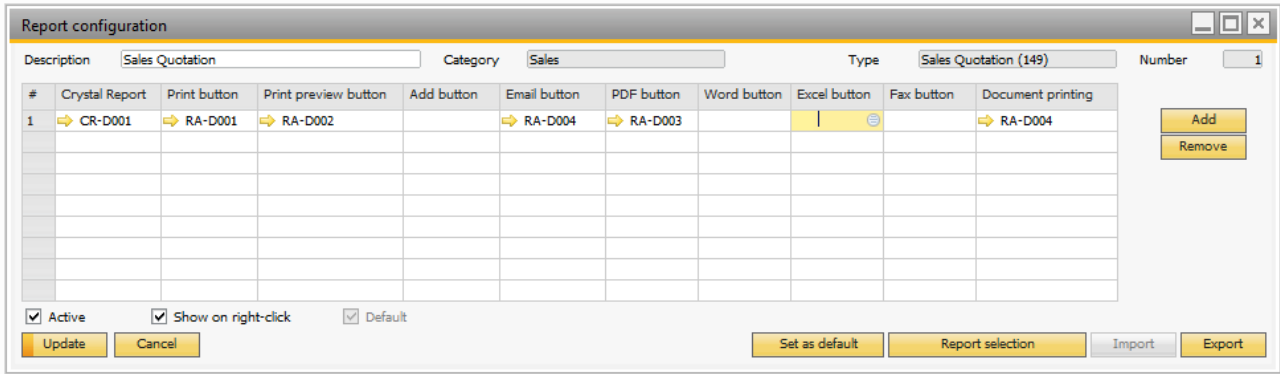 Report configuration
Description Sales Quotation Category Sales Type Sales Quotation (149) Number 1
# Crystal Report Print button Print preview button Add button Email button PDF button Word button Excel button Fax button Document printing
1 CR-D001 RA-D001 RA-D002 RA-D004 RA-D003 RA-D004
Add
Remove
Active Show on right-click Default
Update Cancel Set as default Report selection Import Export